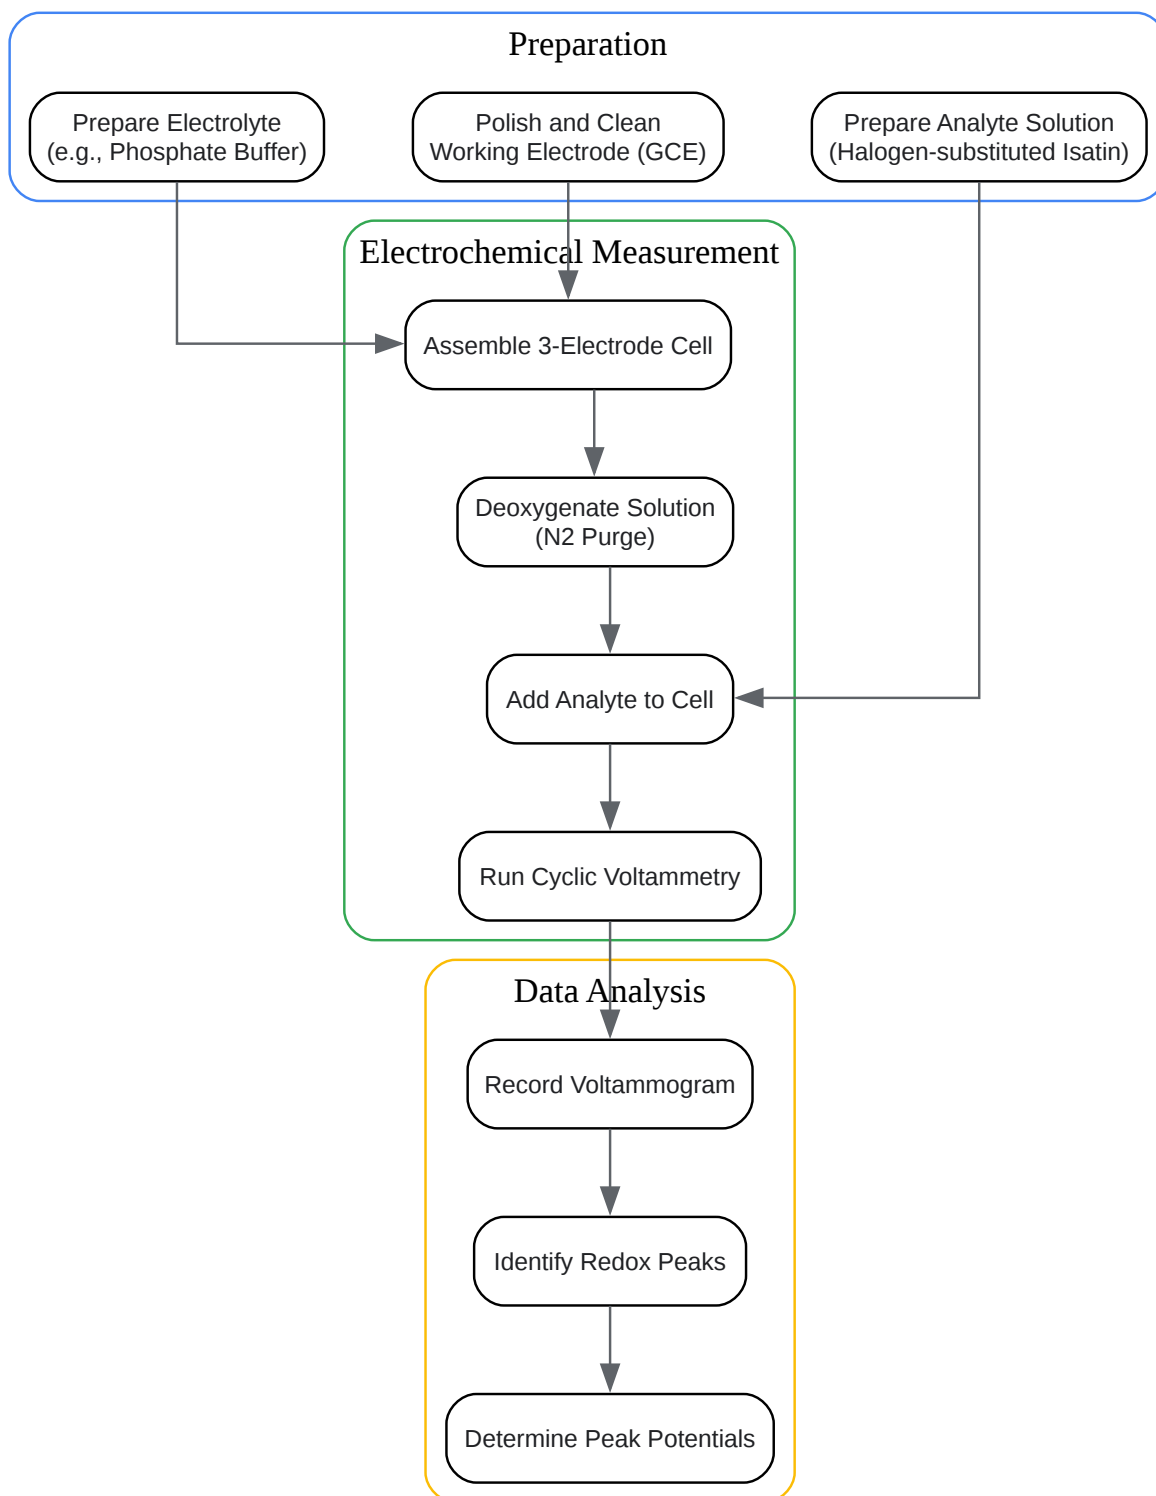 Preparation
Prepare Electrolyte
(e.g., Phosphate Buffer)
Polish and Clean
Working Electrode (GCE)
Prepare Analyte Solution
(Halogen-substituted Isatin)
Electrochemical Measurement
Assemble 3-Electrode Cell
Deoxygenate Solution
(N2 Purge)
Add Analyte to Cell
Run Cyclic Voltammetry
Data Analysis
Record Voltammogram
Identify Redox Peaks
Determine Peak Potentials